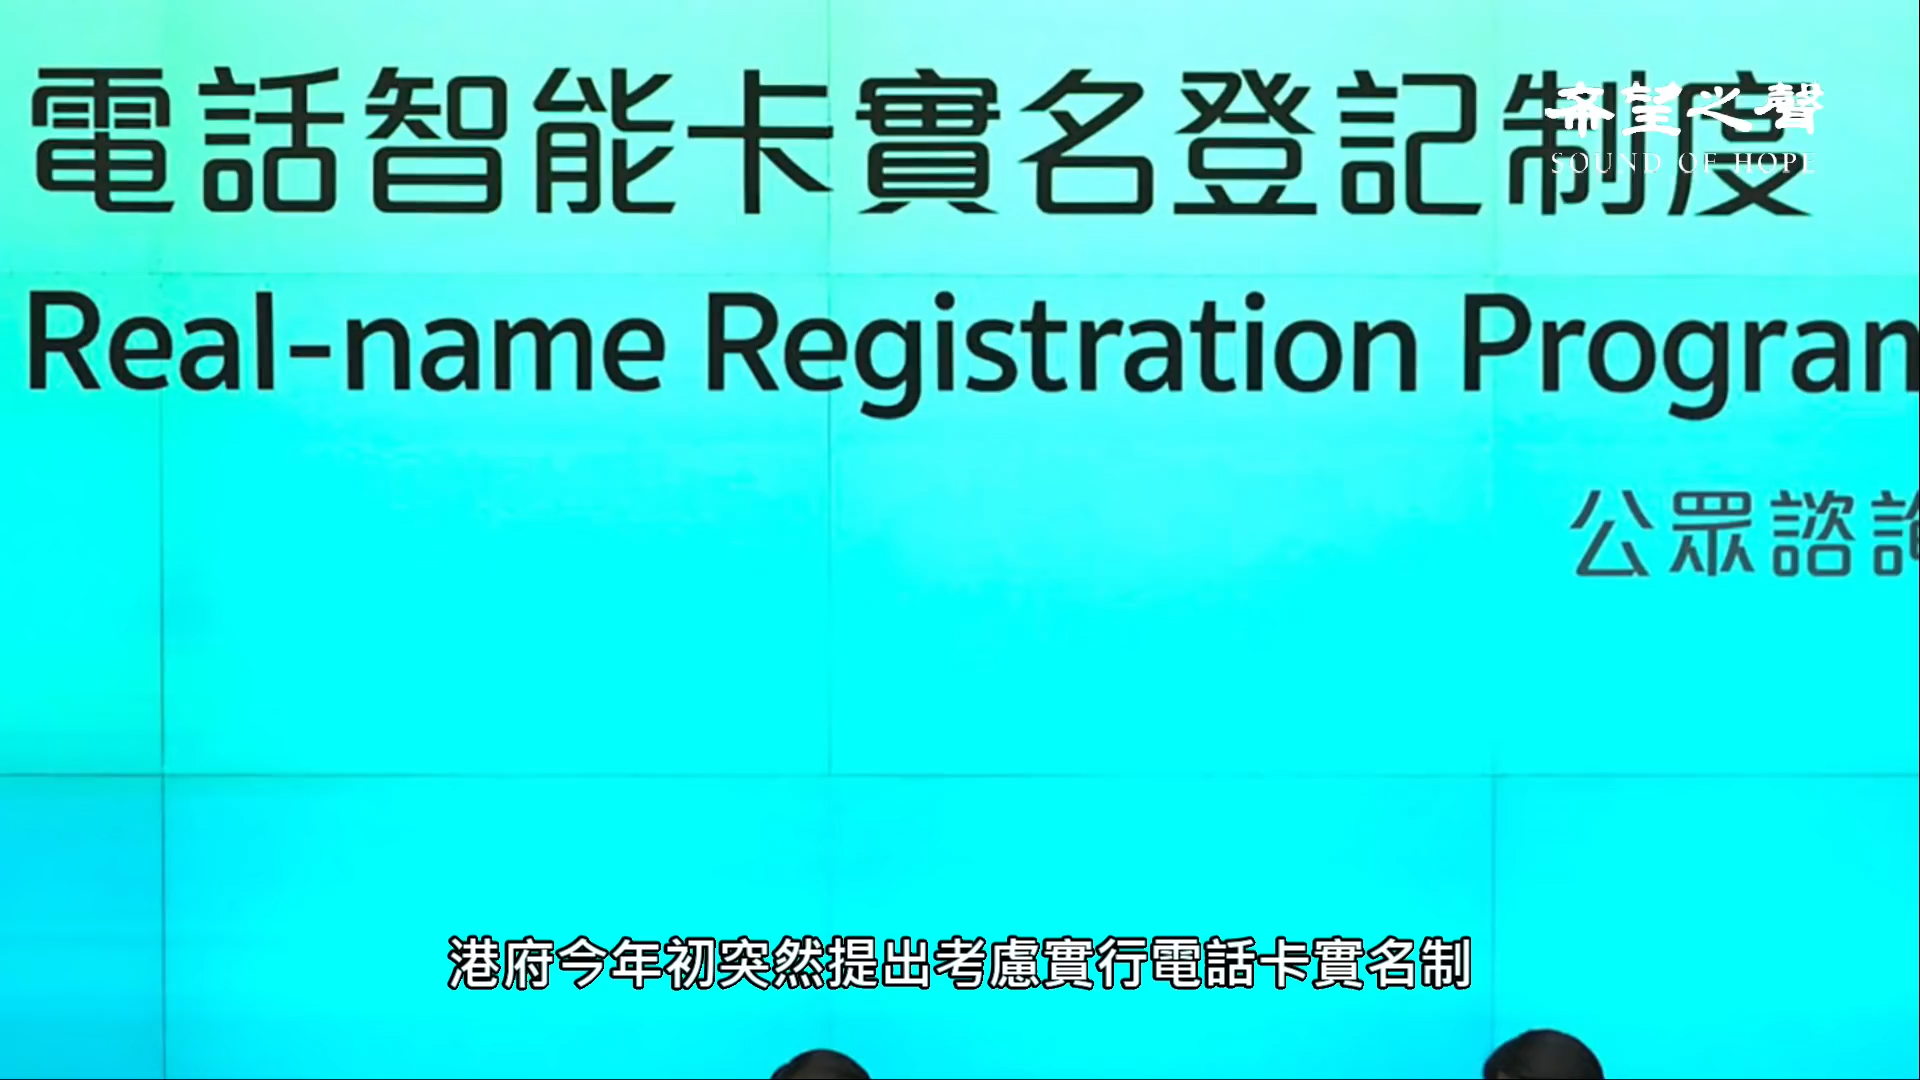 電話智能卡實名登記制度
希望之聲
SOUND OF HOPE
Real-name Registration Program
公眾諮詢
港府今年初突然提出考慮實行電話卡實名制